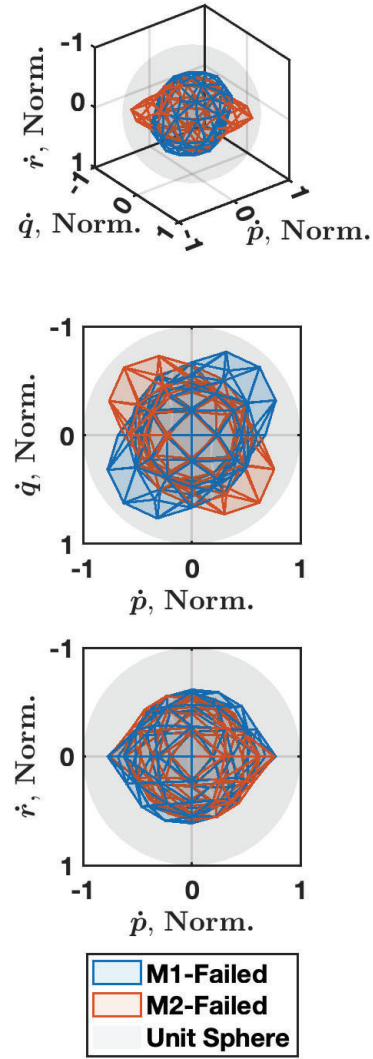 -1
0
1
ṙ, Norm.
-1
0
1
q̇, Norm.
-1
0
1
ṗ, Norm.
-1
0
1
q̇, Norm.
-1
0
1
ṗ, Norm.
-1
0
1
ṙ, Norm.
-1
0
1
ṗ, Norm.
M1-Failed
M2-Failed
Unit Sphere